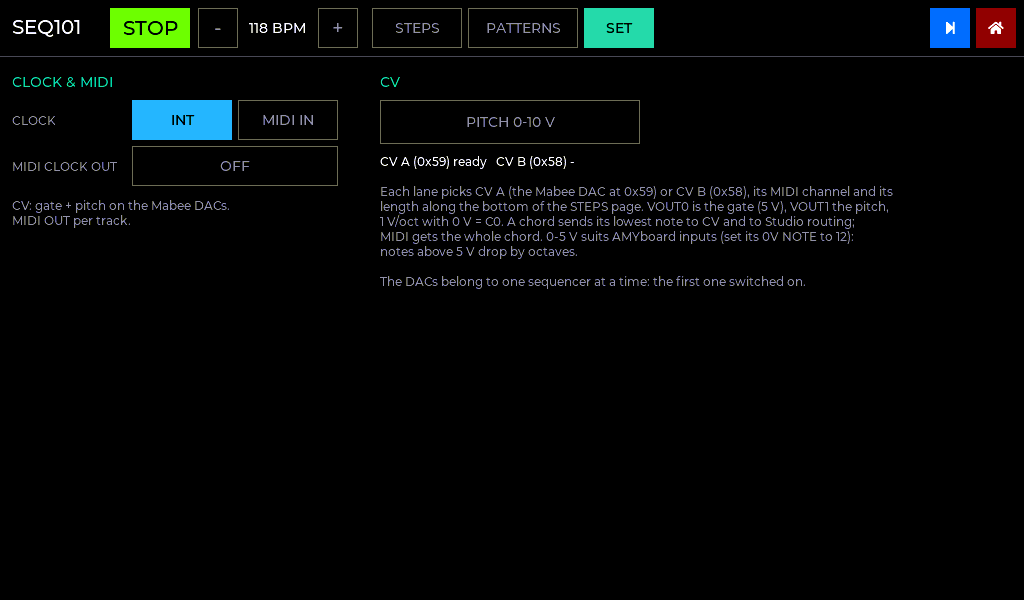 SEQ101 STOP - 118 BPM + STEPS PATTERNS SET
CLOCK & MIDI
CLOCK INT MIDI IN
MIDI CLOCK OUT OFF
CV: gate + pitch on the Mabee DACs.
MIDI OUT per track.
CV
PITCH 0-10 V
CV A (0x59) ready CV B (0x58) -
Each lane picks CV A (the Mabee DAC at 0x59) or CV B (0x58), its MIDI channel and its
length along the bottom of the STEPS page. VOUT0 is the gate (5 V), VOUT1 the pitch,
1 V/oct with 0 V = C0. A chord sends its lowest note to CV and to Studio routing;
MIDI gets the whole chord. 0-5 V suits AMYboard inputs (set its 0V NOTE to 12):
notes above 5 V drop by octaves.
The DACs belong to one sequencer at a time: the first one switched on.